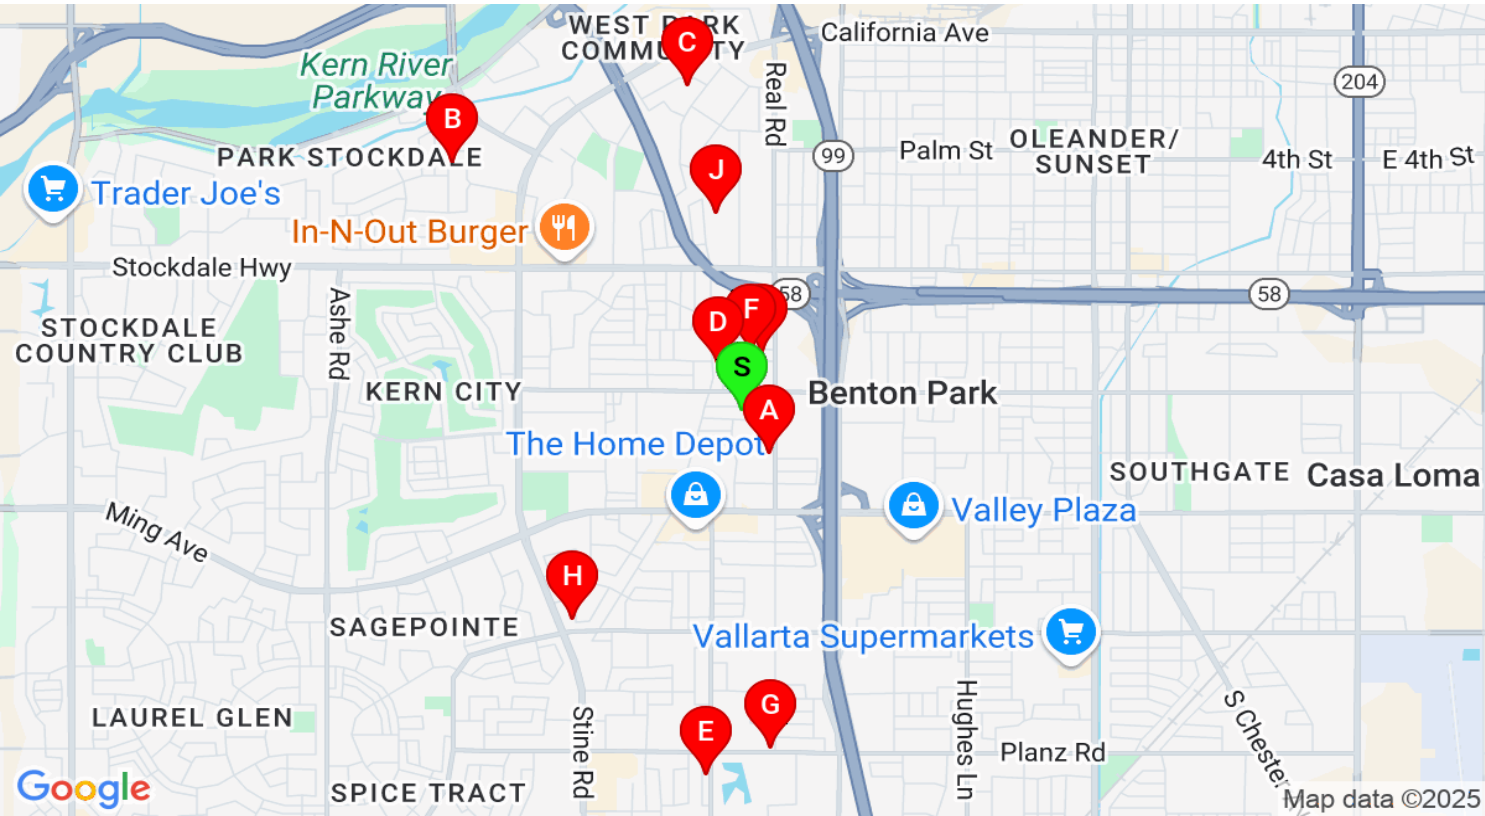 WEST PARK
COMMUNITY
C
California Ave
Kern River
Parkway
Real Rd
204
B
PARK STOCKDALE
J
99
Palm St
OLEANDER/
SUNSET
4th St
E 4th St
Trader Joe's
In-N-Out Burger
Stockdale Hwy
58
58
STOCKDALE
COUNTRY CLUB
Ashe Rd
D
F
S
KERN CITY
A
Benton Park
The Home Depot
SOUTHGATE
Casa Loma
Valley Plaza
Ming Ave
H
SAGEPOINTE
Vallarta Supermarkets
LAUREL GLEN
Stine Rd
E
G
Hughes Ln
Planz Rd
S Chester
SPICE TRACT
Google
Map data ©2025